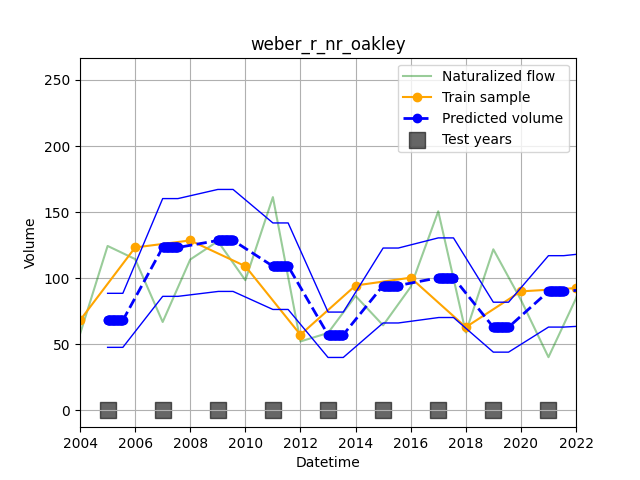 weber_r_nr_oakley
Naturalized flow
Train sample
Predicted volume
Test years
Volume
250
200
150
100
50
0
2004 2006 2008 2010 2012 2014 2016 2018 2020 2022
Datetime